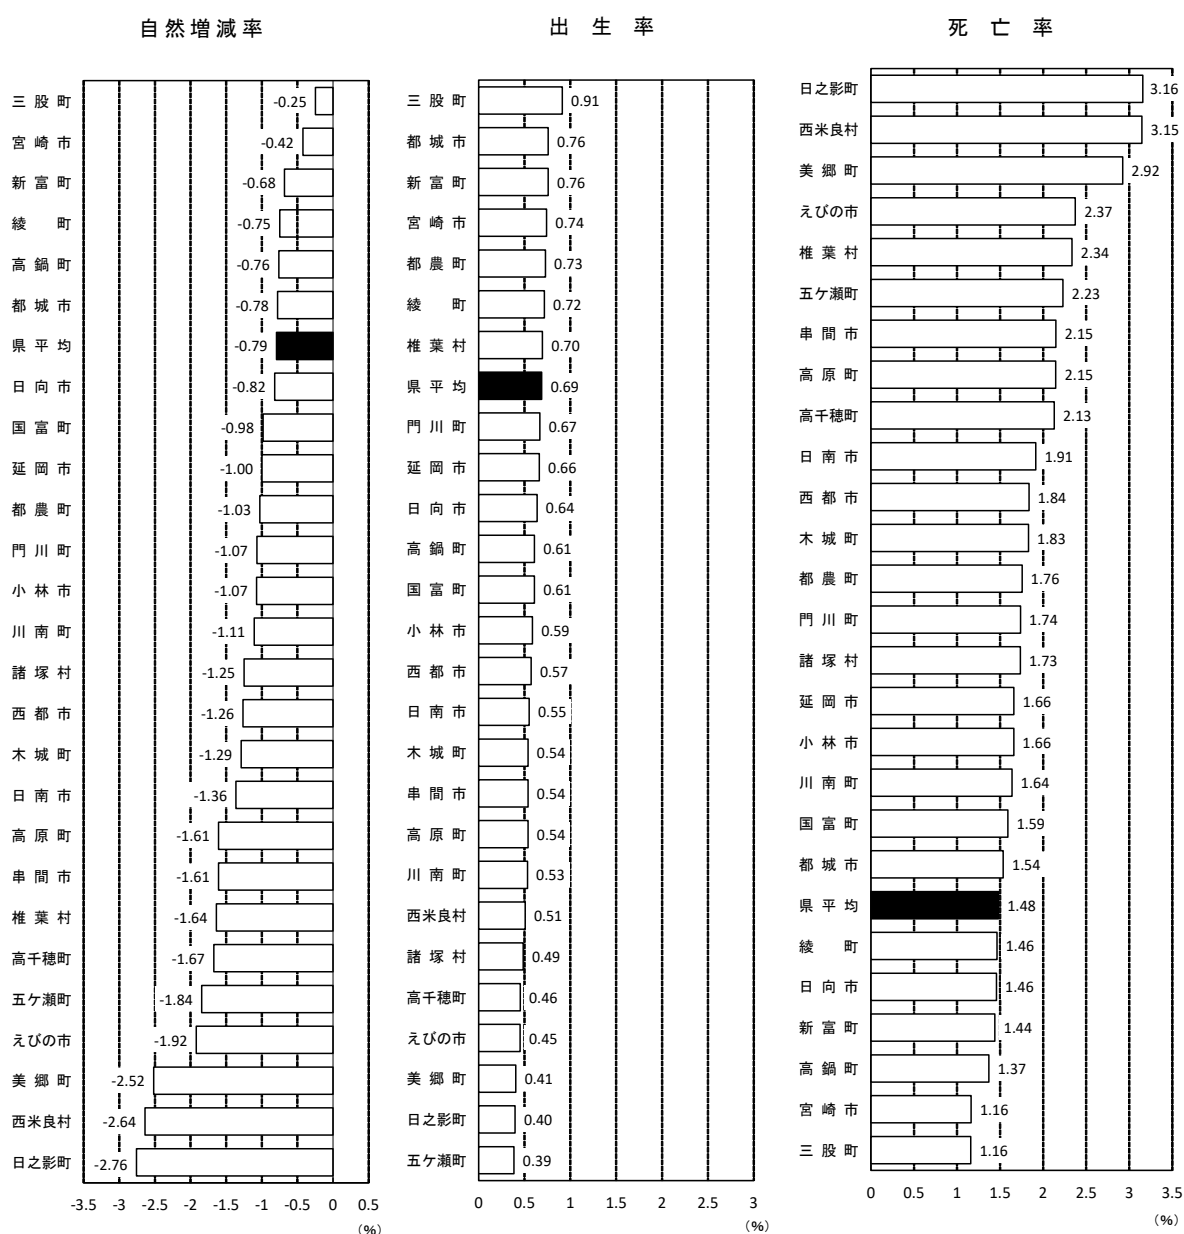 自然増減率
三股町 -0.25
宮崎市 -0.42
新富町 -0.68
綾　町 -0.75
高鍋町 -0.76
都城市 -0.78
県平均 -0.79
日向市 -0.82
国富町 -0.98
延岡市 -1.00
都農町 -1.03
門川町 -1.07
小林市 -1.07
川南町 -1.11
諸塚村 -1.25
西都市 -1.26
木城町 -1.29
日南市 -1.36
高原町 -1.61
串間市 -1.61
椎葉村 -1.64
高千穂町 -1.67
五ケ瀬町 -1.84
えびの市 -1.92
美郷町 -2.52
西米良村 -2.64
日之影町 -2.76
-3.5 -3 -2.5 -2 -1.5 -1 -0.5 0 0.5
（%）
出生率
三股町 0.91
都城市 0.76
新富町 0.76
宮崎市 0.74
都農町 0.73
綾　町 0.72
椎葉村 0.70
県平均 0.69
門川町 0.67
延岡市 0.66
日向市 0.64
高鍋町 0.61
国富町 0.61
小林市 0.59
西都市 0.57
日南市 0.55
木城町 0.54
串間市 0.54
高原町 0.54
川南町 0.53
西米良村 0.51
諸塚村 0.49
高千穂町 0.46
えびの市 0.45
美郷町 0.41
日之影町 0.40
五ケ瀬町 0.39
0 0.5 1 1.5 2 2.5 3
（%）
死亡率
日之影町 3.16
西米良村 3.15
美郷町 2.92
えびの市 2.37
椎葉村 2.34
五ケ瀬町 2.23
串間市 2.15
高原町 2.15
高千穂町 2.13
日南市 1.91
西都市 1.84
木城町 1.83
都農町 1.76
門川町 1.74
諸塚村 1.73
延岡市 1.66
小林市 1.66
川南町 1.64
国富町 1.59
都城市 1.54
県平均 1.48
綾　町 1.46
日向市 1.46
新富町 1.44
高鍋町 1.37
宮崎市 1.16
三股町 1.16
0 0.5 1 1.5 2 2.5 3 3.5
（%）